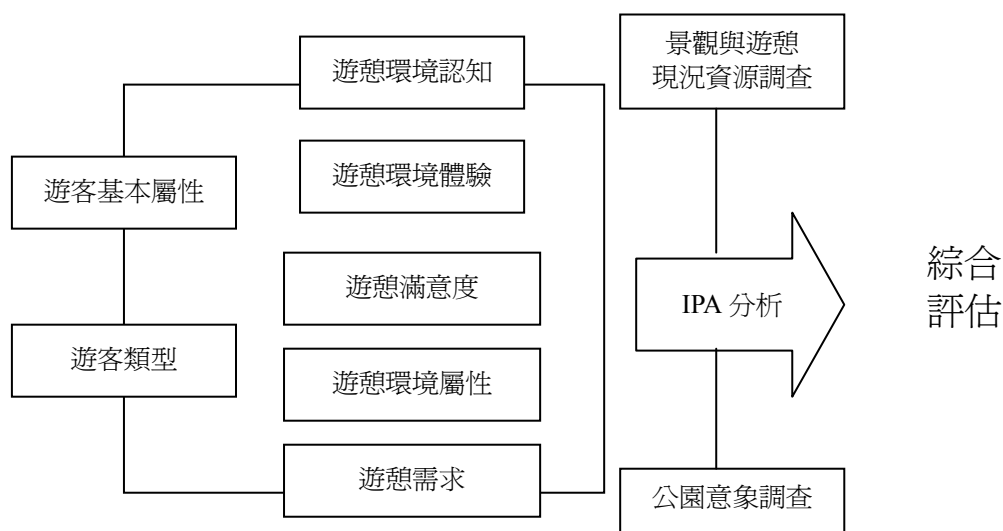 遊客基本屬性
遊客類型
遊憩環境認知
遊憩環境體驗
遊憩滿意度
遊憩環境屬性
遊憩需求
景觀與遊憩
現況資源調查
IPA 分析
公園意象調查
綜合
評估